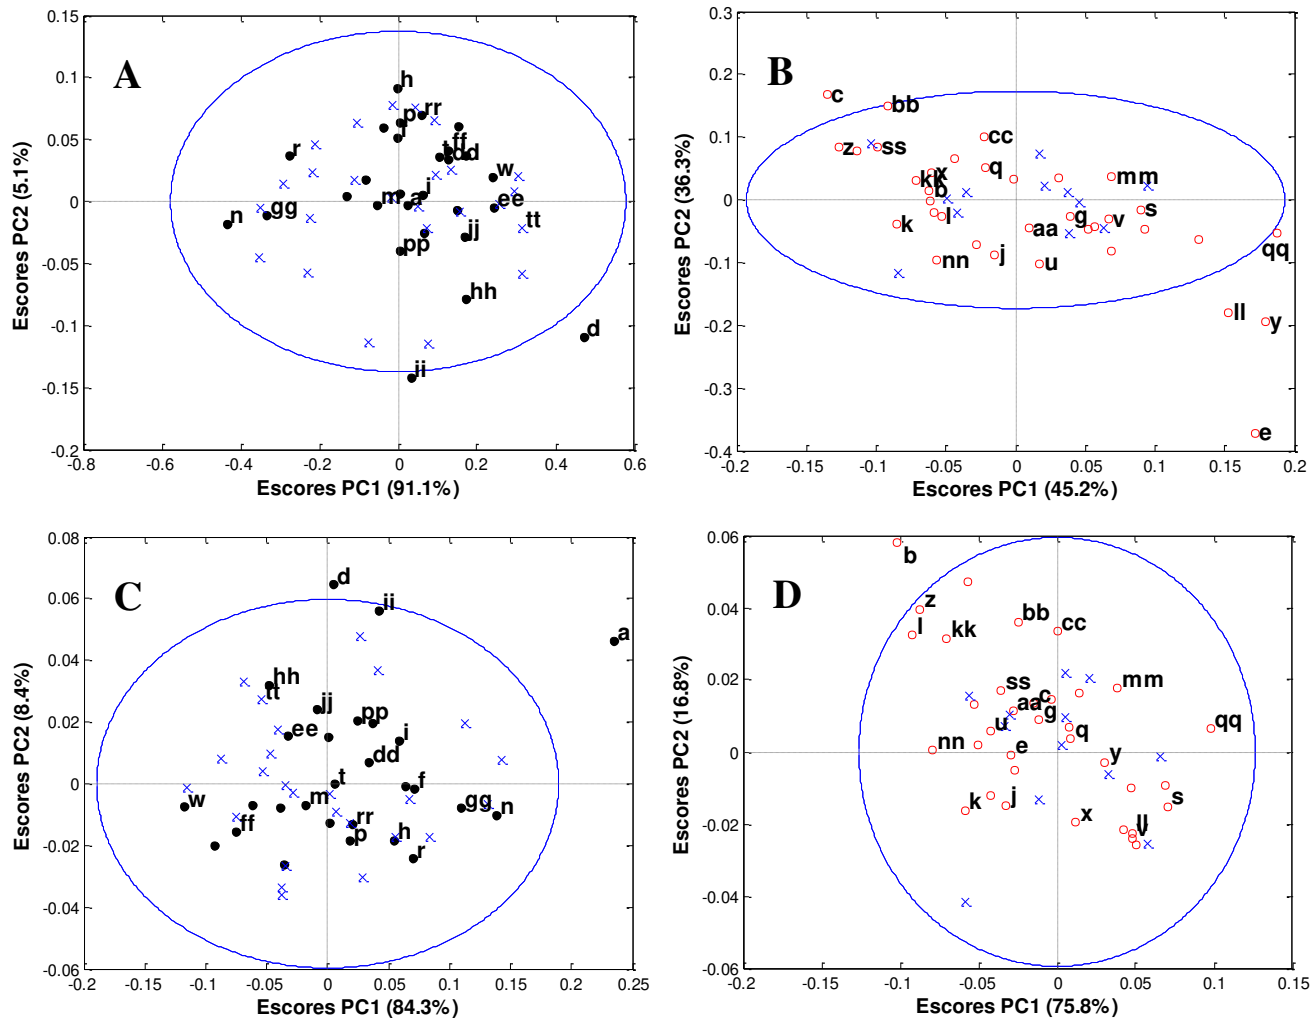 A
0.15
0.1
0.05
0
-0.05
-0.1
-0.15
-0.2
-0.8 -0.6 -0.4 -0.2 0 0.2 0.4 0.6
Escores PC1 (91.1%)
Escores PC2 (5.1%)
h
rr
p
r
ff
dd
w
i
m
a
ee
n
gg
tt
jj
pp
hh
d
ii
B
0.3
0.2
0.1
0
-0.1
-0.2
-0.3
-0.4
-0.2 -0.15 -0.1 -0.05 0 0.05 0.1 0.15 0.2
Escores PC1 (45.2%)
Escores PC2 (36.3%)
c
bb
cc
z
ss
x
q
kk
mm
b
l
g
s
k
v
aa
nn
j
u
qq
ll
y
e
C
0.08
0.06
0.04
0.02
0
-0.02
-0.04
-0.06
-0.2 -0.15 -0.1 -0.05 0 0.05 0.1 0.15 0.2 0.25
Escores PC1 (84.3%)
Escores PC2 (8.4%)
d
ii
a
hh
tt
jj
pp
ee
i
dd
t
f
w
m
gg
n
ff
rr
p
h
r
D
0.06
0.04
0.02
0
-0.02
-0.04
-0.06
-0.2 -0.15 -0.1 -0.05 0 0.05 0.1 0.15
Escores PC1 (75.8%)
Escores PC2 (16.8%)
b
z
l
bb
cc
kk
ss
mm
c
aa
g
u
q
qq
nn
e
y
k
j
s
x
ll
v